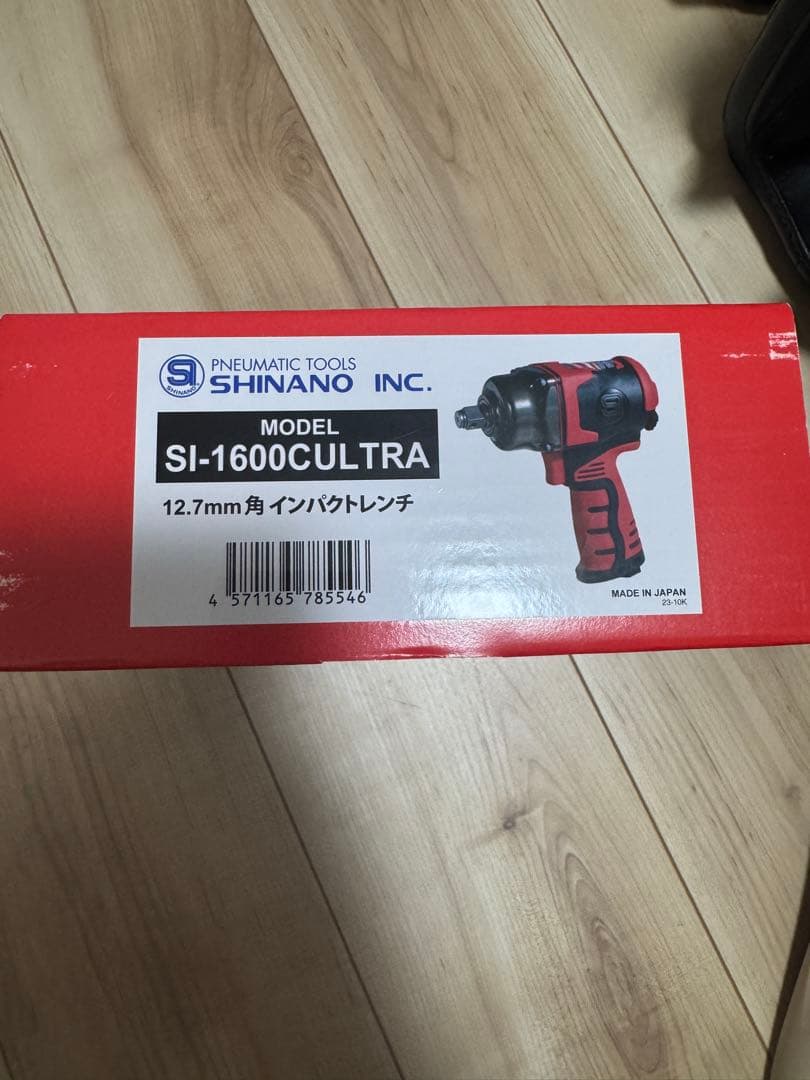 PNEUMATIC TOOLS
SHINANO INC.
SI
SHINANO
MODEL
SI-1600CULTRA
12.7mm角 インパクトレンチ
4 571165 785546
MADE IN JAPAN
23-10K